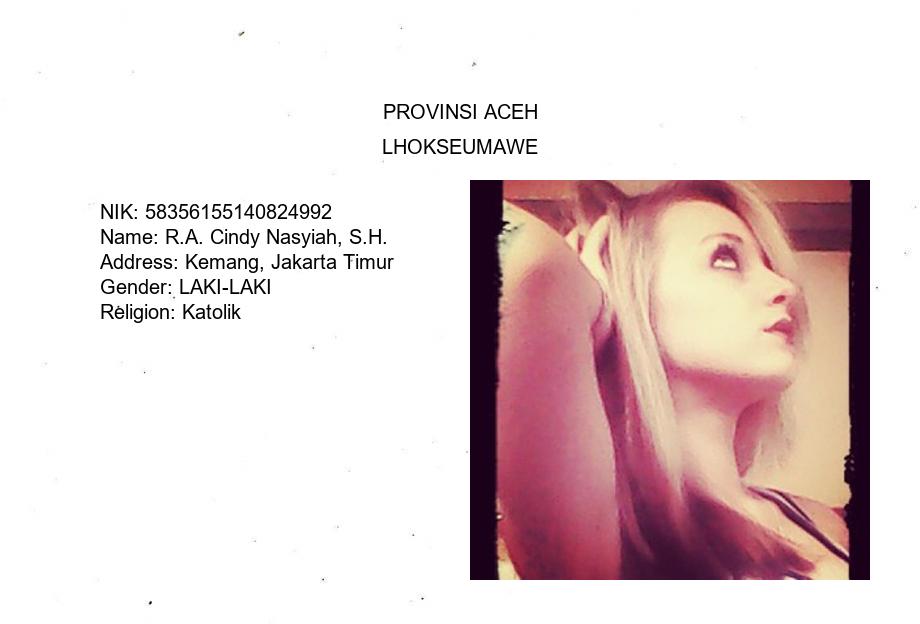 PROVINSI ACEH
LHOKSEUMAWE
NIK: 58356155140824992
Name: R.A. Cindy Nasyiah, S.H.
Address: Kemang, Jakarta Timur
Gender: LAKI-LAKI
Religion: Katolik